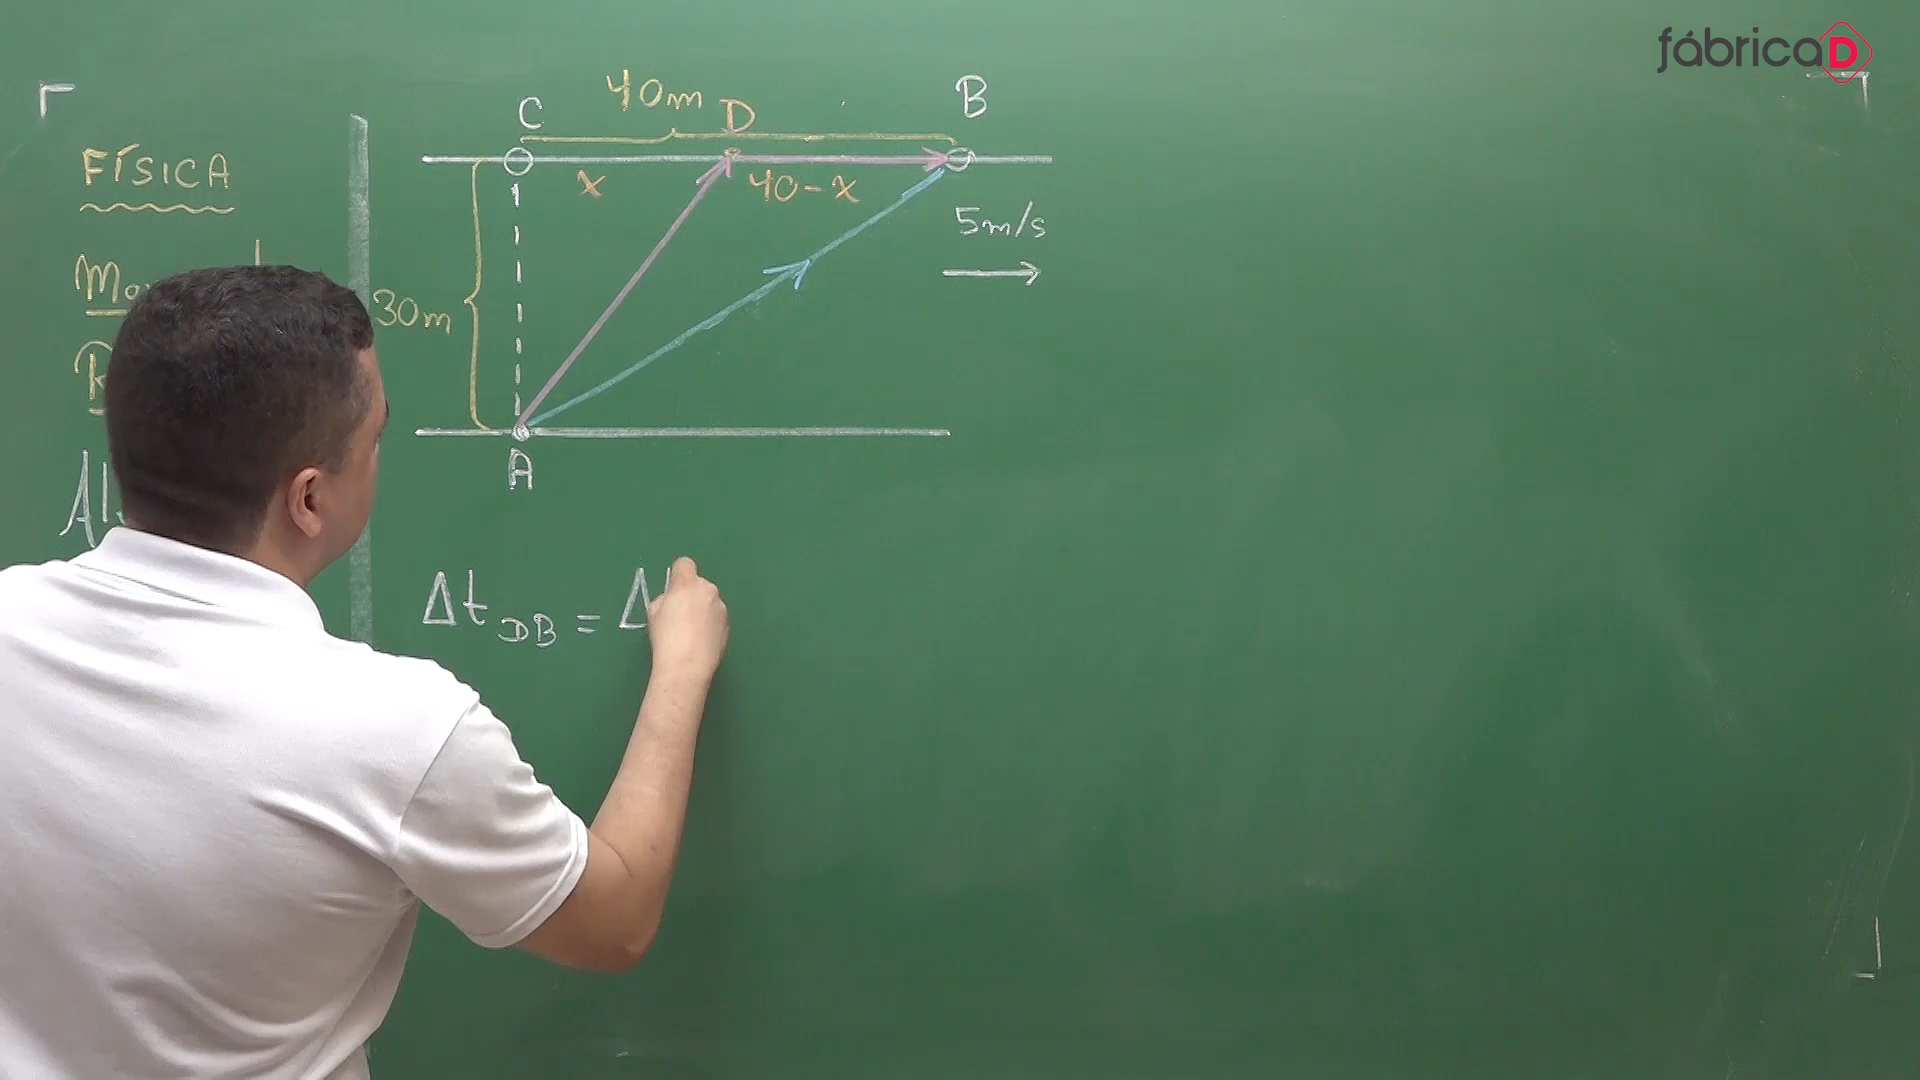 fábricaD
FÍSICA
40m
C
D
B
x
40-x
5m/s
30m
A
Δt DB = Δ